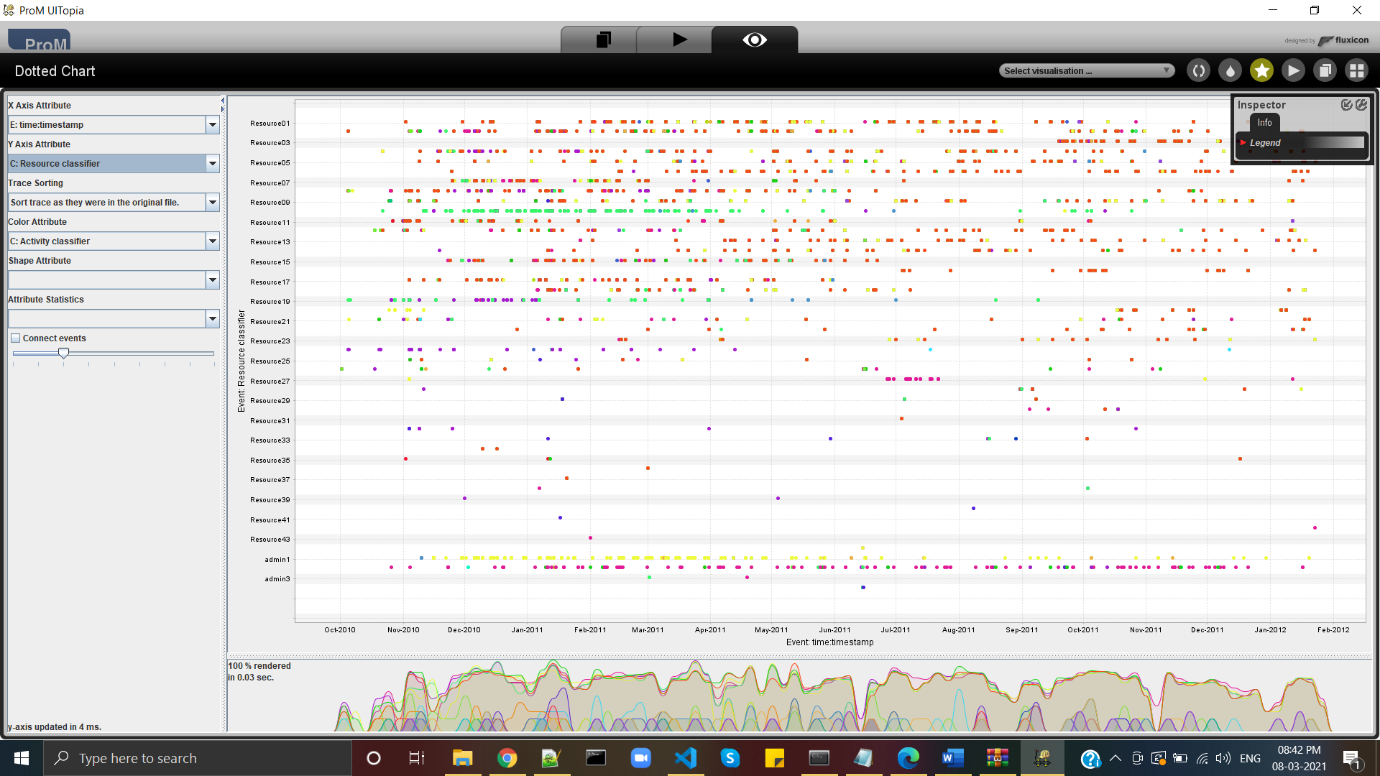 ProM UITopia
ProM
designed by fluxicon
Dotted Chart
Select visualisation ...
X Axis Attribute
E: time:timestamp
Y Axis Attribute
C: Resource classifier
Trace Sorting
Sort trace as they were in the original file.
Color Attribute
C: Activity classifier
Shape Attribute
Attribute Statistics
Connect events
y-axis updated in 4 ms.
Event: Resource classifier
Resource01
Resource03
Resource05
Resource07
Resource09
Resource11
Resource13
Resource15
Resource17
Resource19
Resource21
Resource23
Resource25
Resource27
Resource29
Resource31
Resource33
Resource35
Resource37
Resource39
Resource41
Resource43
admin1
admin3
Oct-2010 Nov-2010 Dec-2010 Jan-2011 Feb-2011 Mar-2011 Apr-2011 May-2011 Jun-2011 Jul-2011 Aug-2011 Sep-2011 Oct-2011 Nov-2011 Dec-2011 Jan-2012 Feb-2012
Event: time:timestamp
Inspector
Info
Legend
100 % rendered
in 0.03 sec.
Type here to search
ENG
08:42 PM
08-03-2021
1